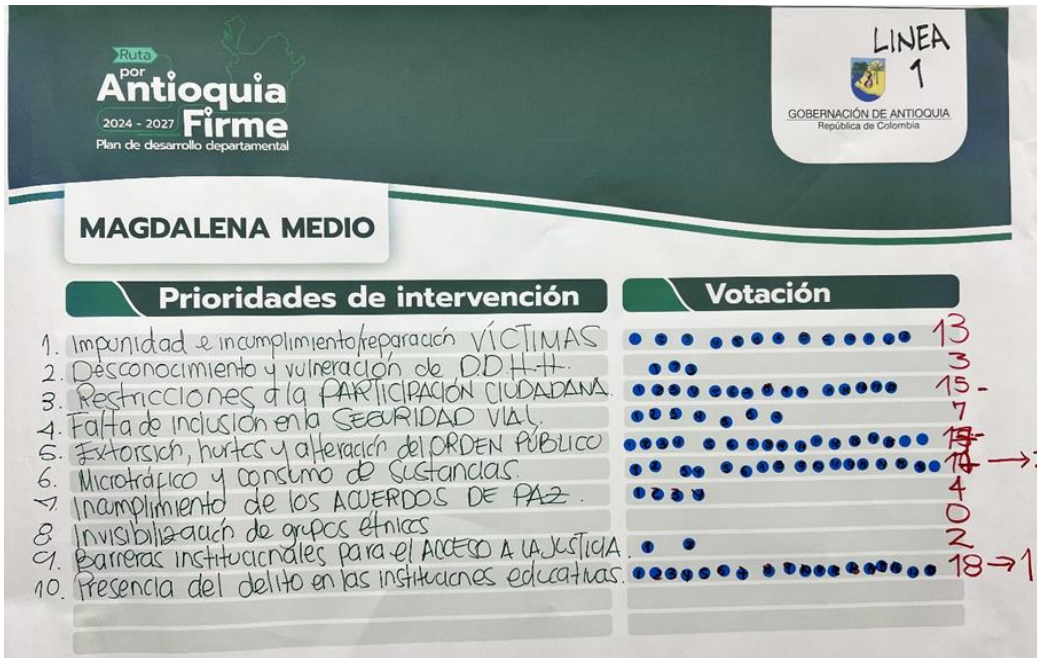 Ruta
por
Antioquia
2024 - 2027 Firme
Plan de desarrollo departamental
LINEA
1
GOBERNACIÓN DE ANTIOQUIA
República de Colombia
MAGDALENA MEDIO
Prioridades de intervención Votación
1. Impunidad e incumplimiento/reparación VÍCTIMAS 13
2. Desconocimiento y vulneración de D.D.H.H. 3
3. Restricciones a la PARTICIPACIÓN CIUDADANA. 15-
4. Falta de inclusión en la SEGURIDAD VIAL. 7
5. Extorsión, hurtos y alteración del ORDEN PÚBLICO
6. Microtráfico y consumo de sustancias.
7. Incumplimiento de los ACUERDOS DE PAZ. 4
8. Invisibilización de grupos étnicos 0
9. Barreras institucionales para el ACCESO A LA JUSTICIA. 2
10. Presencia del delito en las instituciones educativas. 18→1